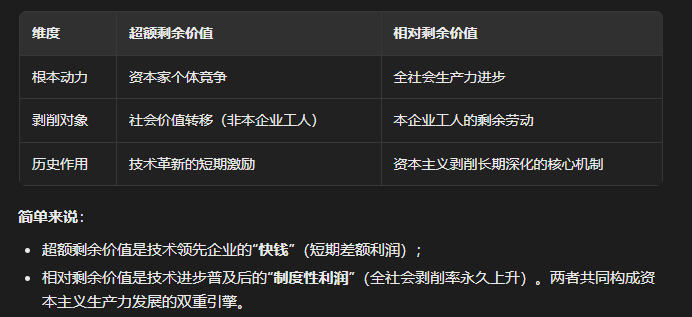 维度 超额剩余价值 相对剩余价值
根本动力 资本家个体竞争 全社会生产力进步
剥削对象 社会价值转移（非本企业工人） 本企业工人的剩余劳动
历史作用 技术革新的短期激励 资本主义剥削长期深化的核心机制
简单来说：
超额剩余价值是技术领先企业的“快钱”（短期差额利润）；
相对剩余价值是技术进步普及后的“制度性利润”（全社会剥削率永久上升）。两者共同构成资
本主义生产力发展的双重引擎。